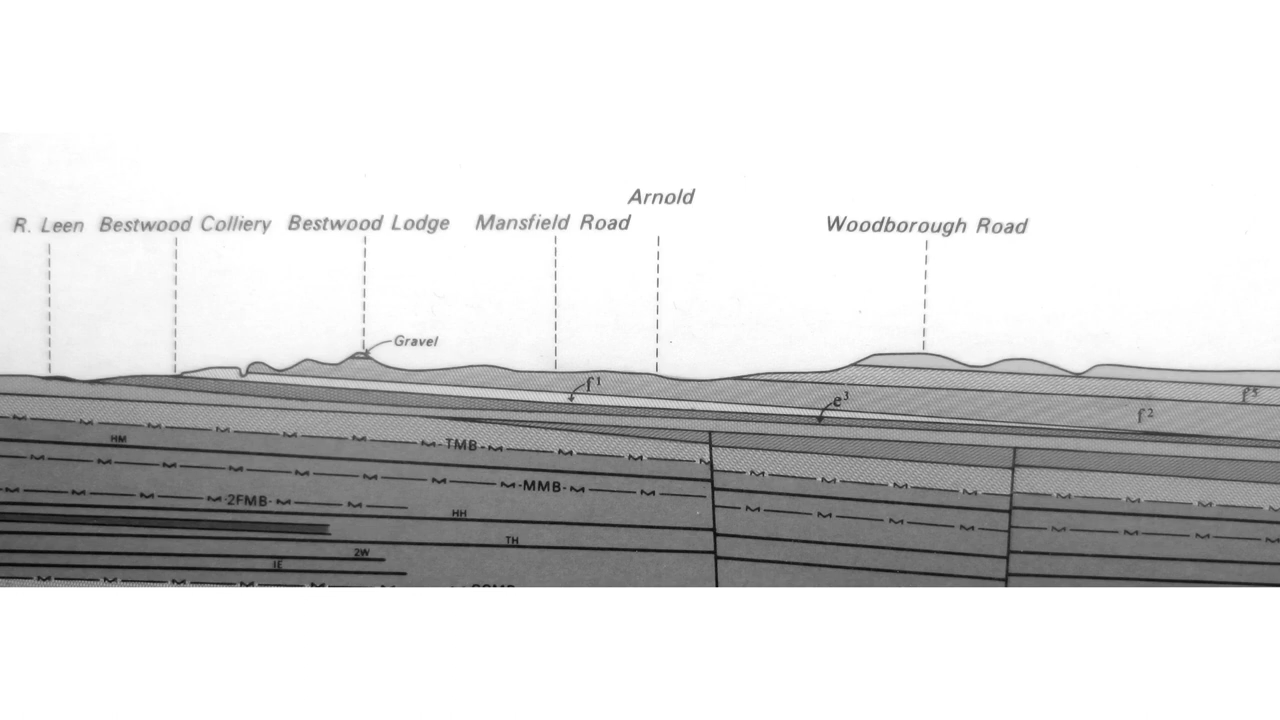 Arnold
R. Leen Bestwood Colliery Bestwood Lodge Mansfield Road Woodborough Road
Gravel
f¹
e³
f²
f⁵
TMB
HM
MMB
2FMB
HH
TH
2W
IE